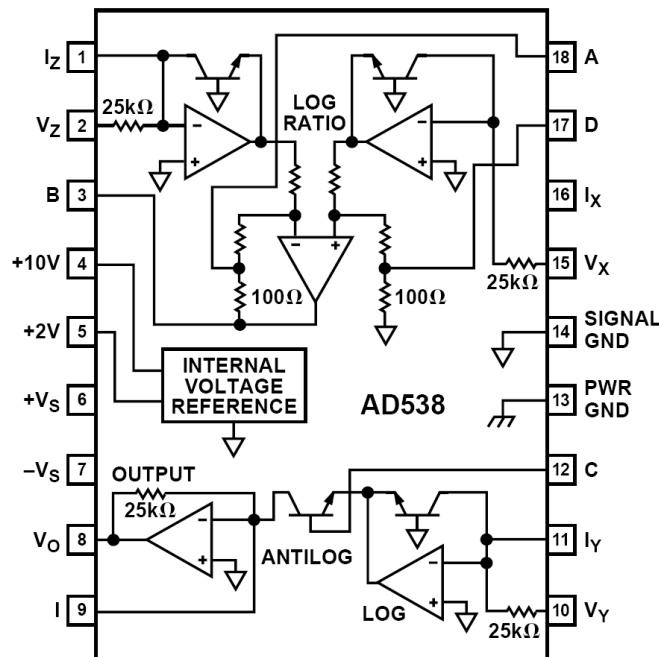 I_Z 1
V_Z 2
B 3
+10V 4
+2V 5
+V_S 6
–V_S 7
V_O 8
I 9
18 A
17 D
16 I_X
15 V_X
14 SIGNAL
GND
13 PWR
GND
12 C
11 I_Y
10 V_Y
25kΩ
–
+
LOG
RATIO
–
+
–
+
100Ω
100Ω
25kΩ
INTERNAL
VOLTAGE
REFERENCE
AD538
OUTPUT
25kΩ
–
+
ANTILOG
LOG
–
+
25kΩ